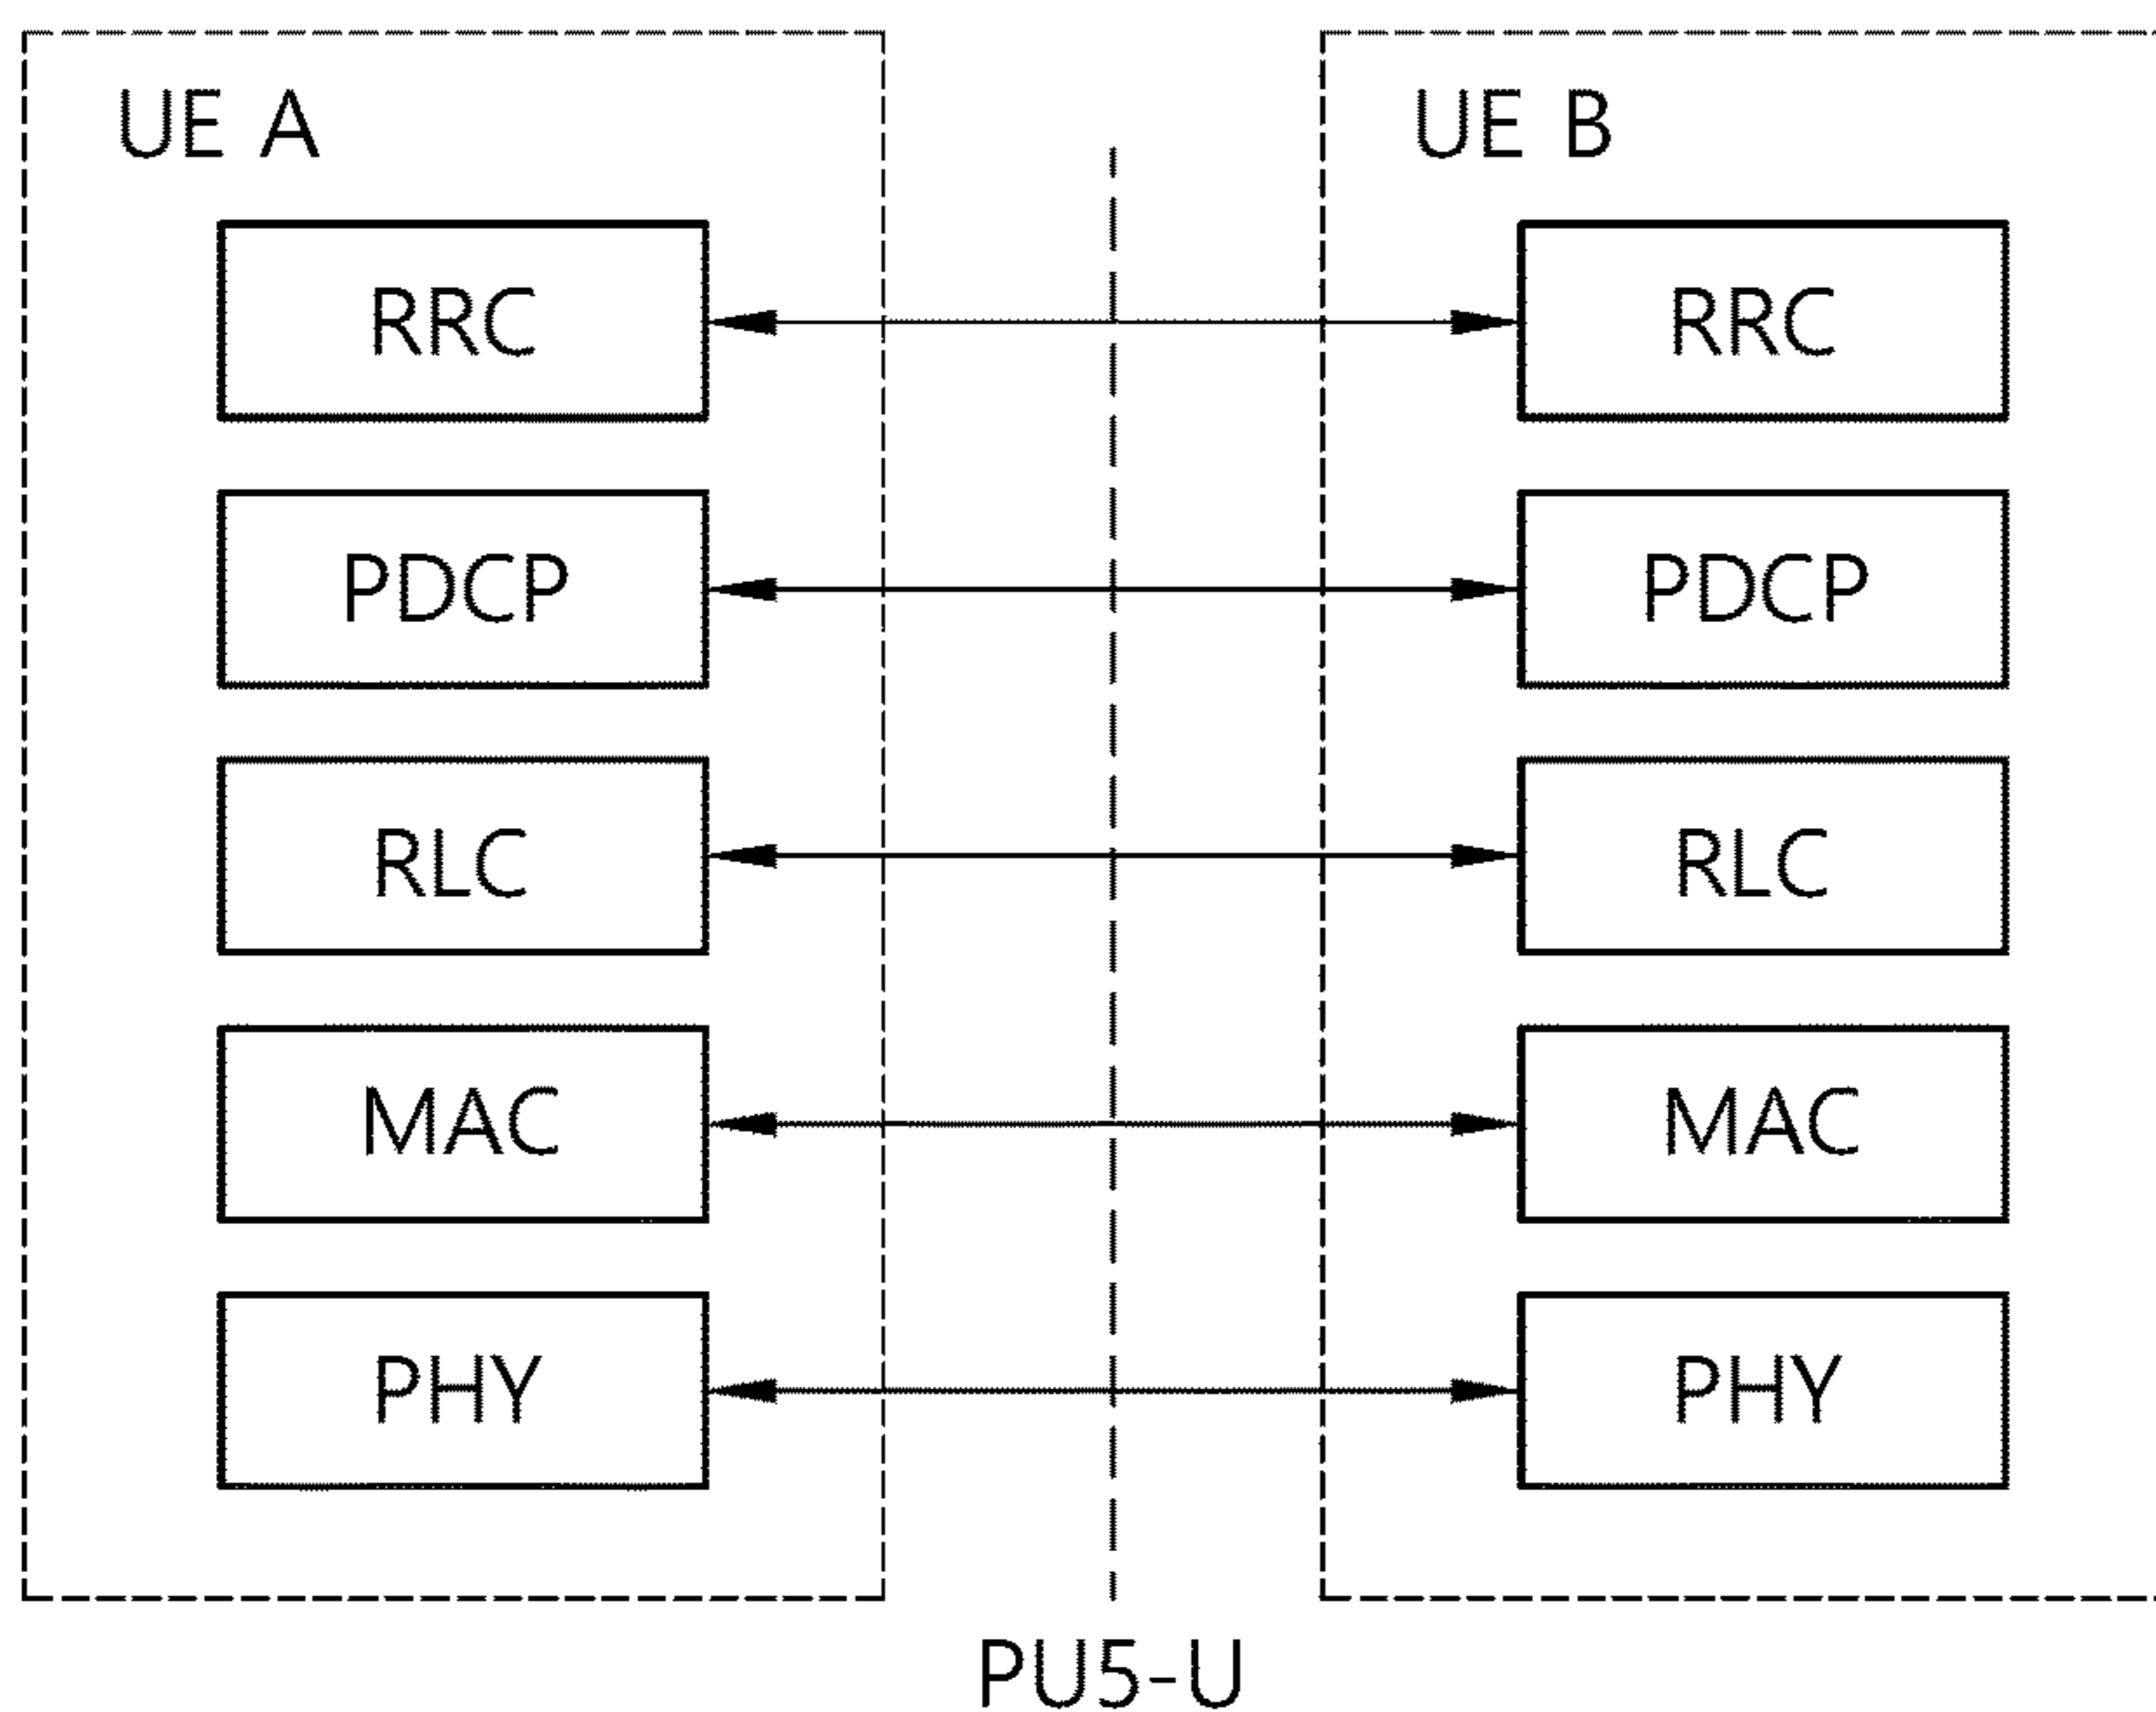 UE A
UE B
RRC
RRC
PDCP
PDCP
RLC
RLC
MAC
MAC
PHY
PHY
PU5-U